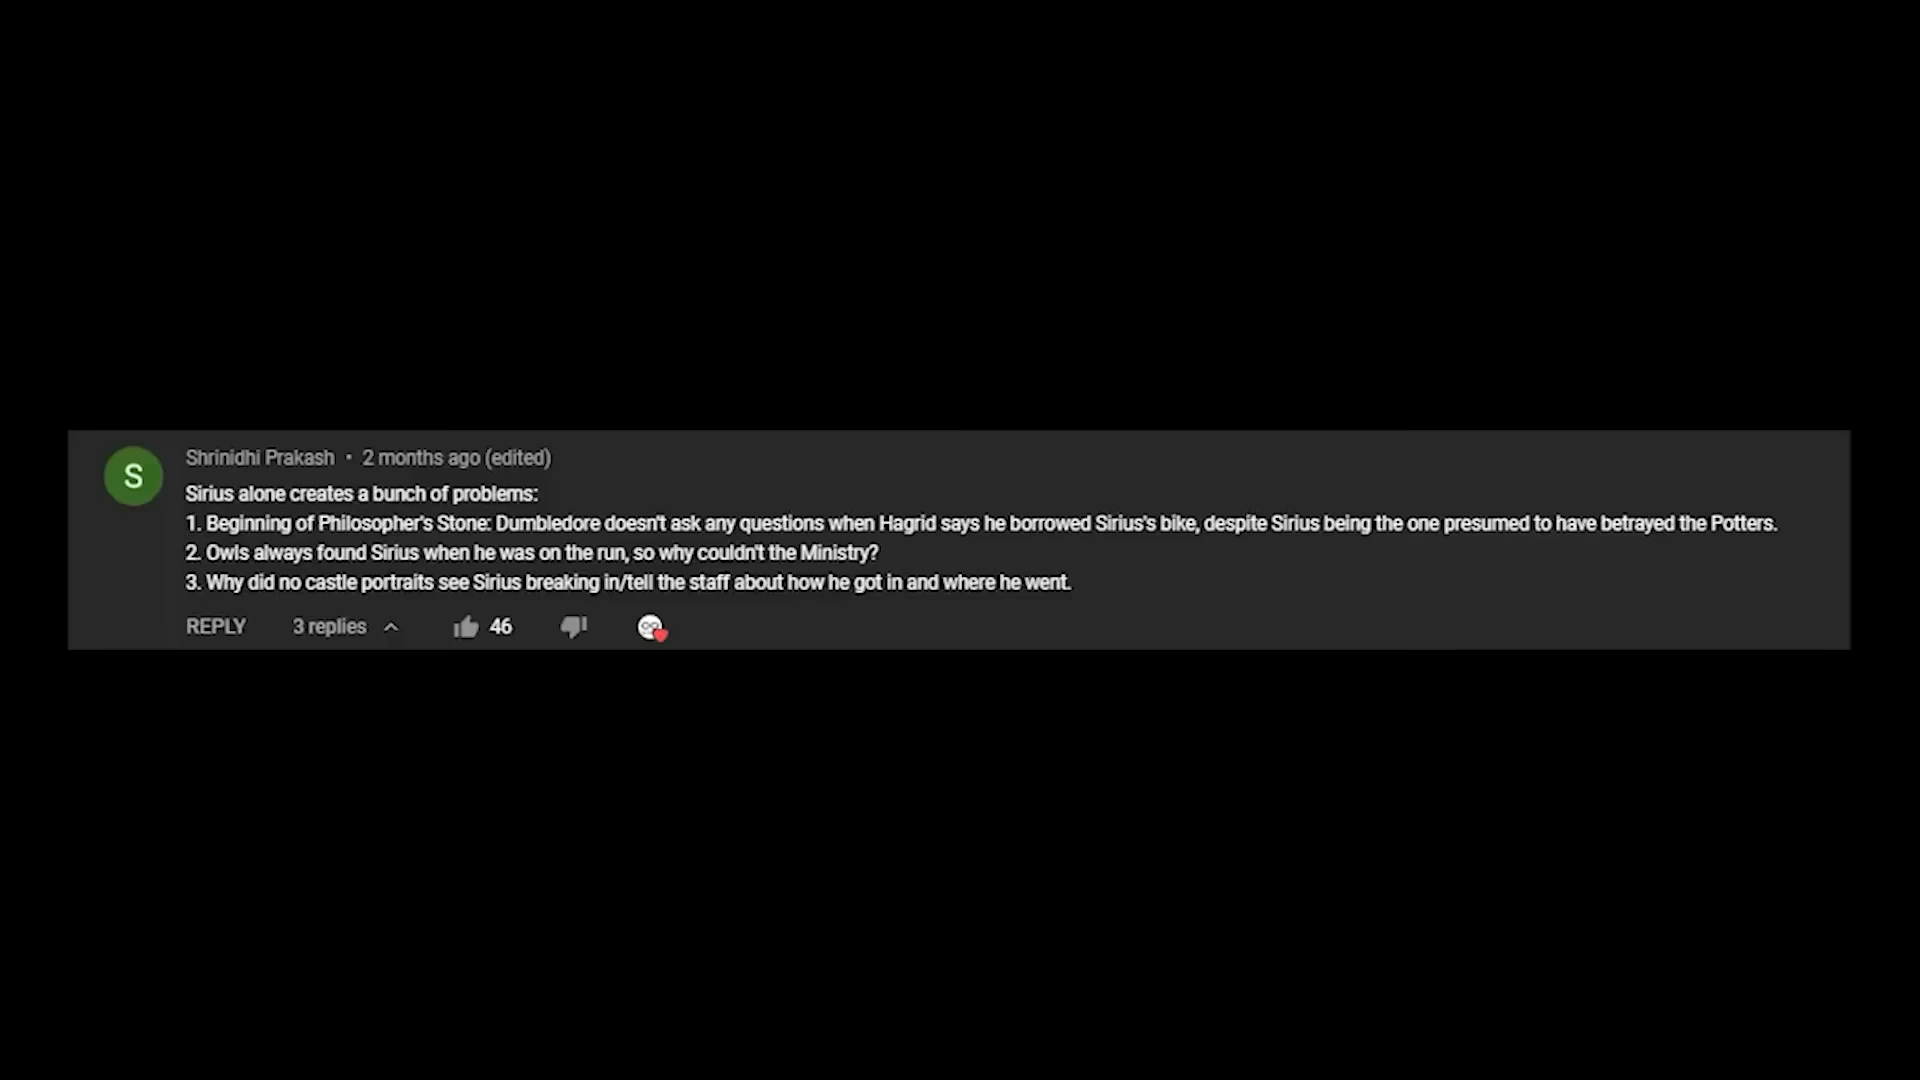 S
Shrinidhi Prakash • 2 months ago (edited)
Sirius alone creates a bunch of problems:
1. Beginning of Philosopher's Stone: Dumbledore doesn't ask any questions when Hagrid says he borrowed Sirius's bike, despite Sirius being the one presumed to have betrayed the Potters.
2. Owls always found Sirius when he was on the run, so why couldn't the Ministry?
3. Why did no castle portraits see Sirius breaking in/tell the staff about how he got in and where he went.
REPLY 3 replies 46